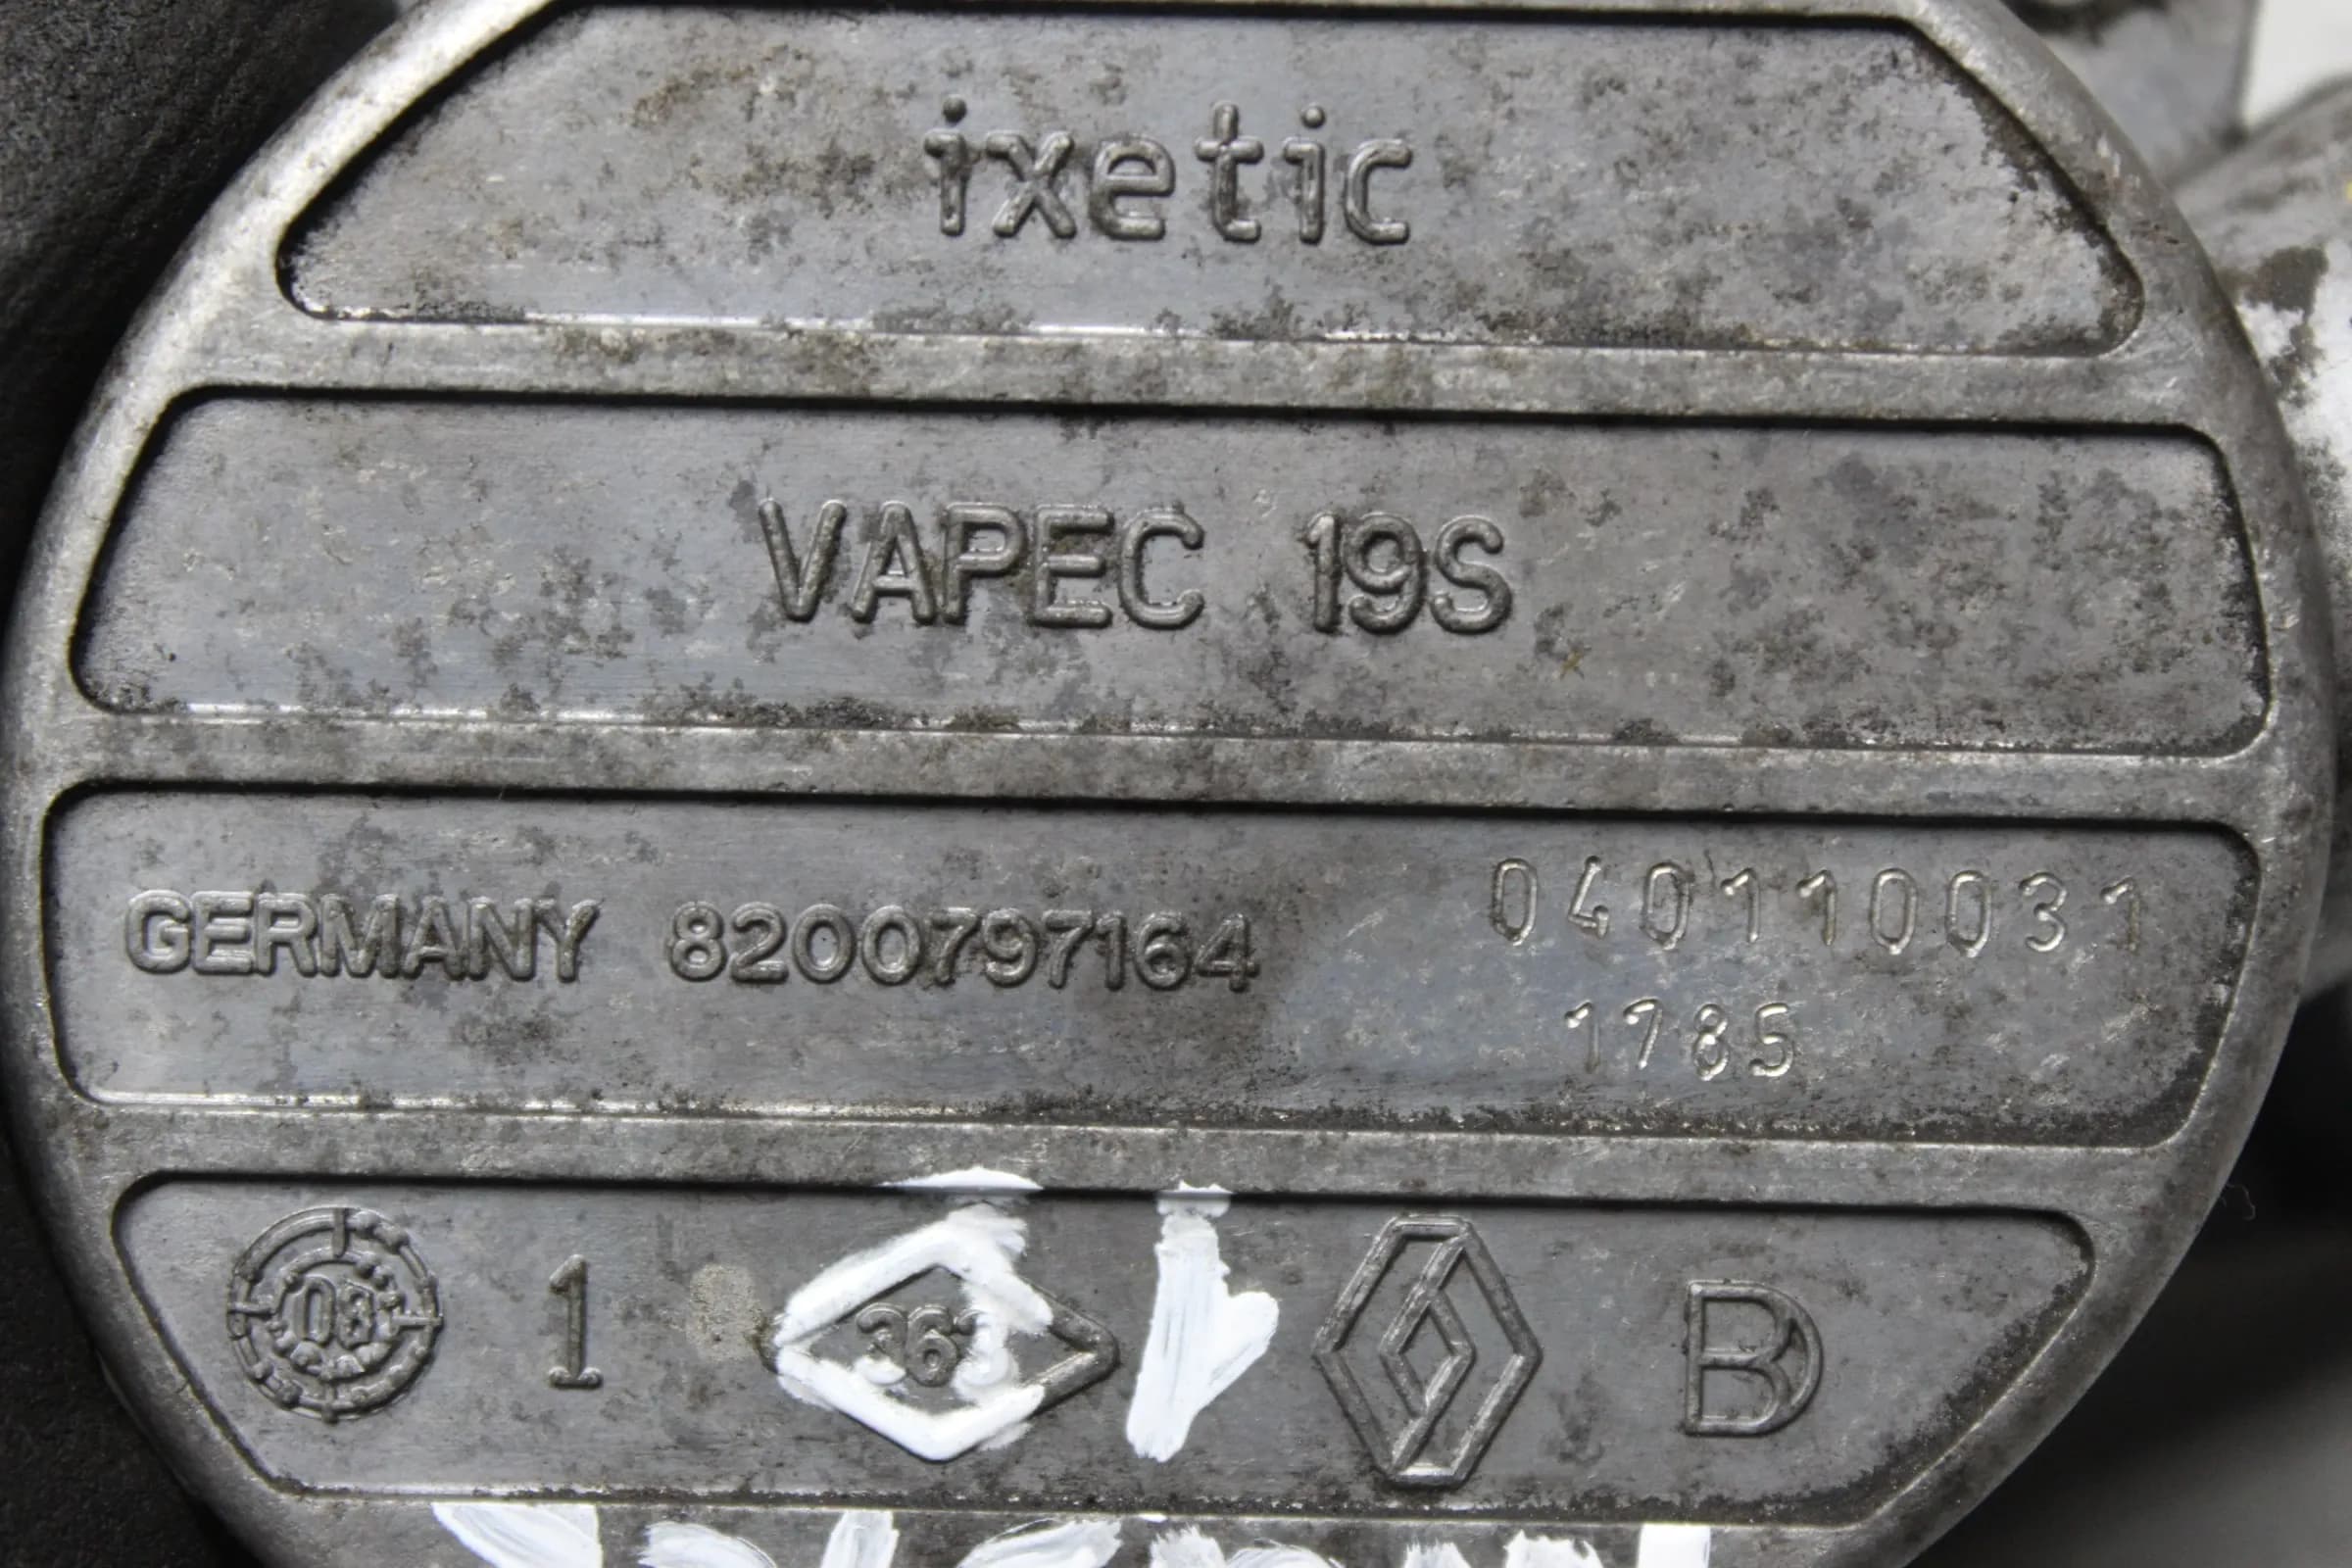 ixetic
VAPEC 19S
GERMANY 8200797164
040110031
1785
08 1 B